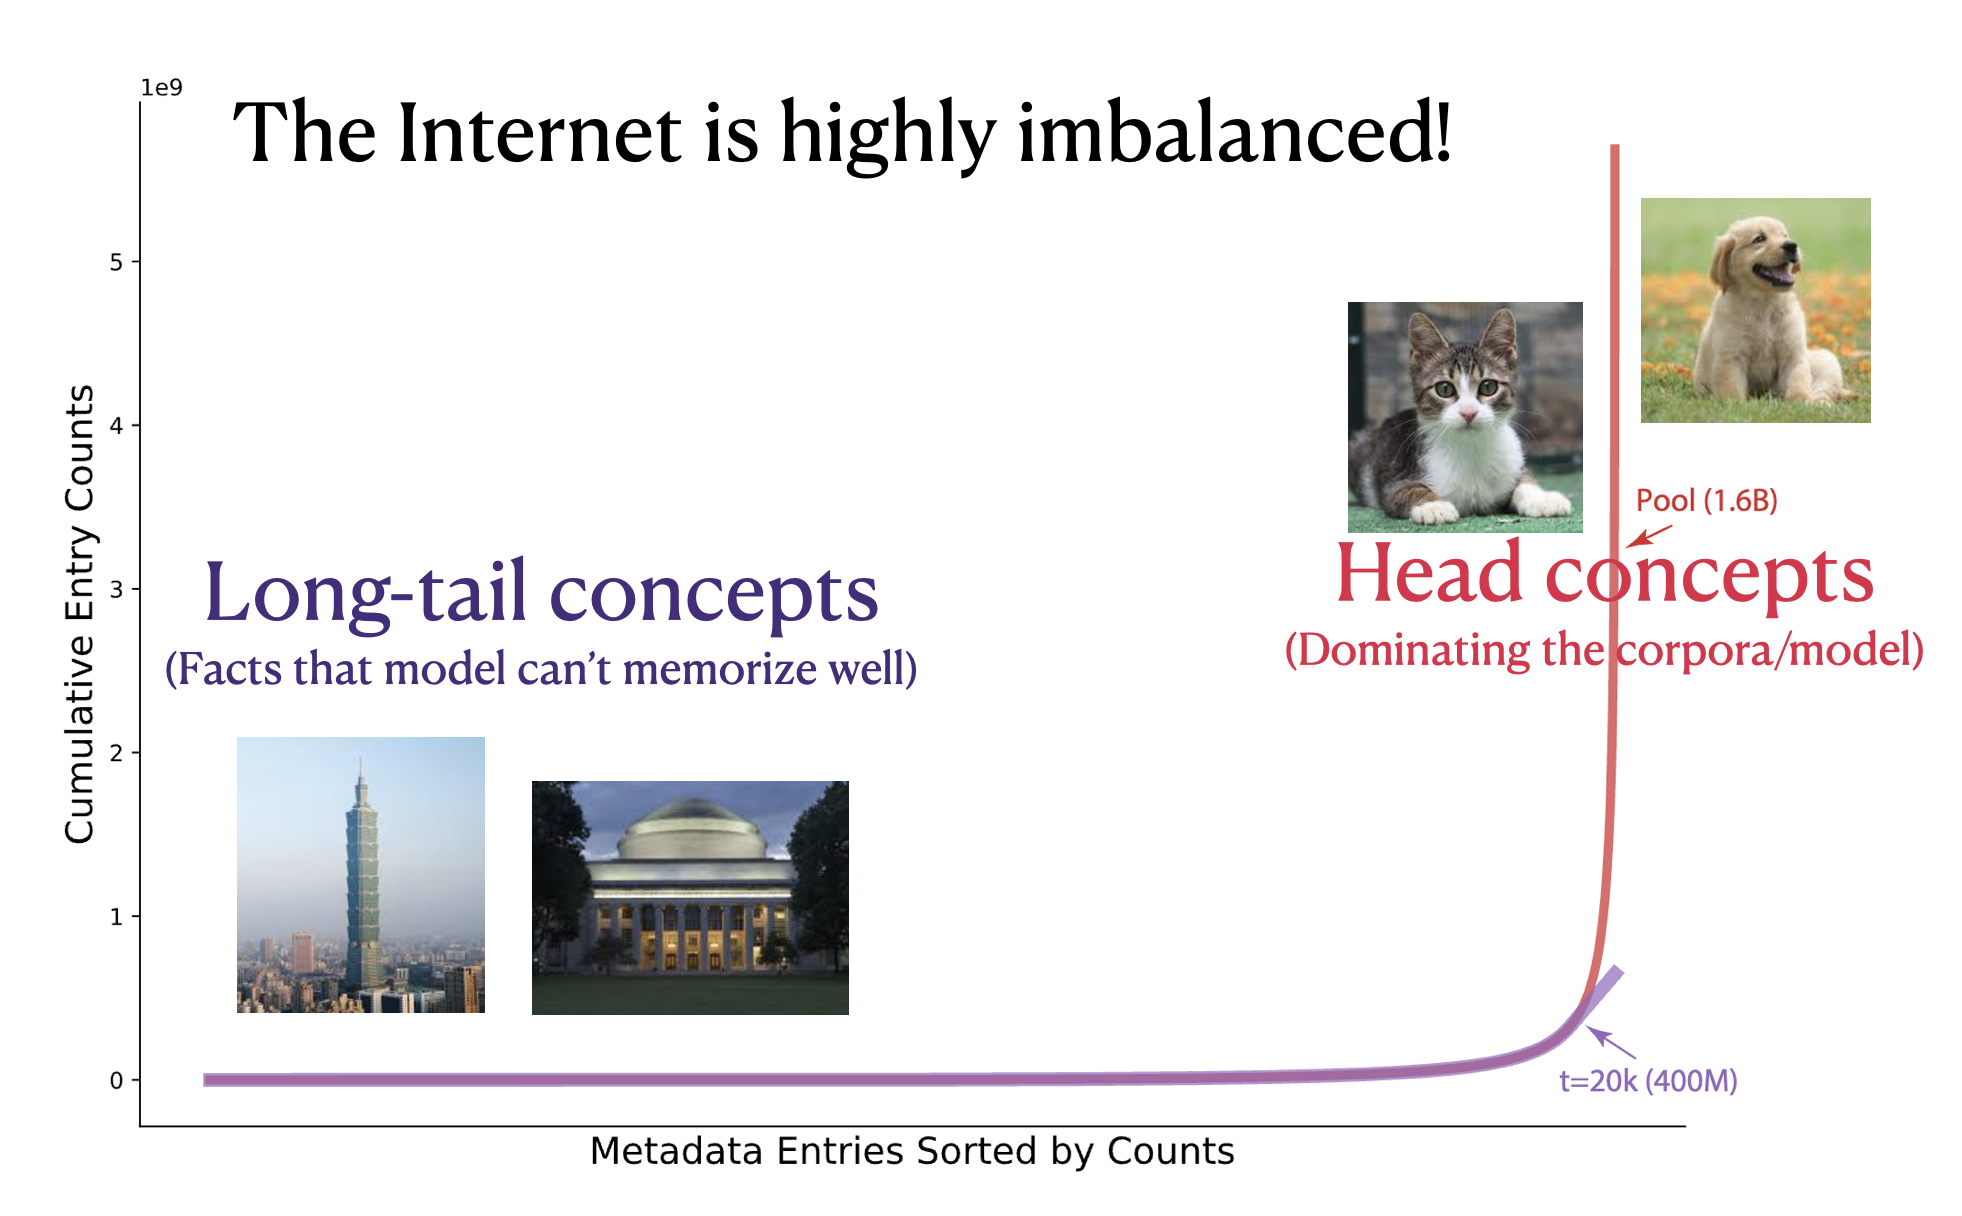 1e9
The Internet is highly imbalanced!
5
4
3
2
1
0
Cumulative Entry Counts
Long-tail concepts
(Facts that model can’t memorize well)
Pool (1.6B)
Head concepts
(Dominating the corpora/model)
t=20k (400M)
Metadata Entries Sorted by Counts